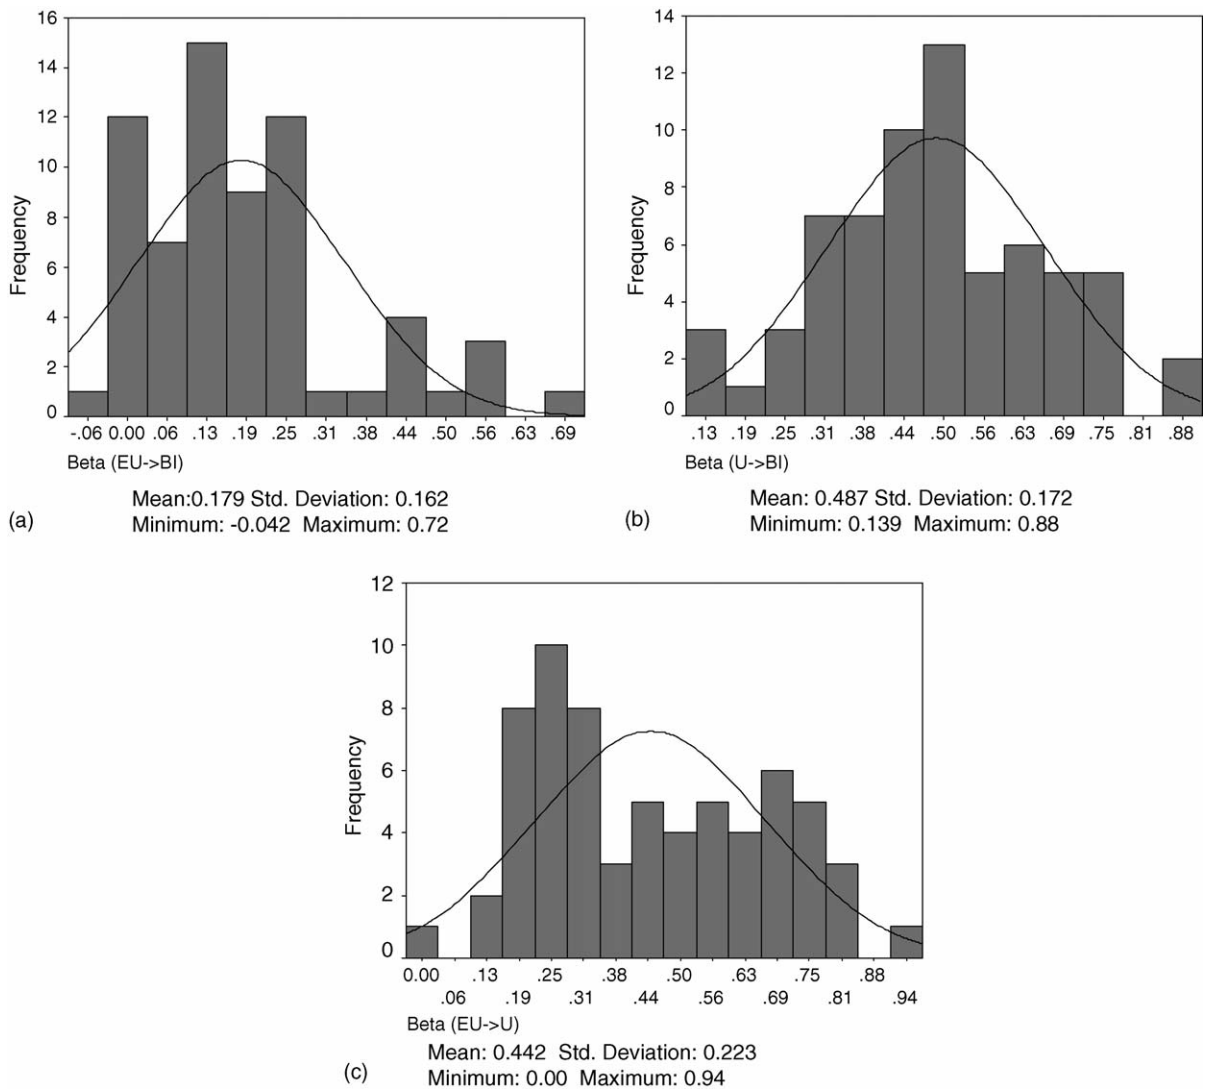 16
14
12
10
8
6
4
2
0
Frequency
-.06 0.00 .06 .13 .19 .25 .31 .38 .44 .50 .56 .63 .69
Beta (EU->BI)
Mean:0.179 Std. Deviation: 0.162
(a) Minimum: -0.042 Maximum: 0.72
14
12
10
8
6
4
2
0
Frequency
.13 .19 .25 .31 .38 .44 .50 .56 .63 .69 .75 .81 .88
Beta (U->BI)
Mean: 0.487 Std. Deviation: 0.172
(b) Minimum: 0.139 Maximum: 0.88
12
10
8
6
4
2
0
Frequency
0.00 .13 .25 .38 .50 .63 .75 .88
.06 .19 .31 .44 .56 .69 .81 .94
Beta (EU->U)
Mean: 0.442 Std. Deviation: 0.223
(c) Minimum: 0.00 Maximum: 0.94